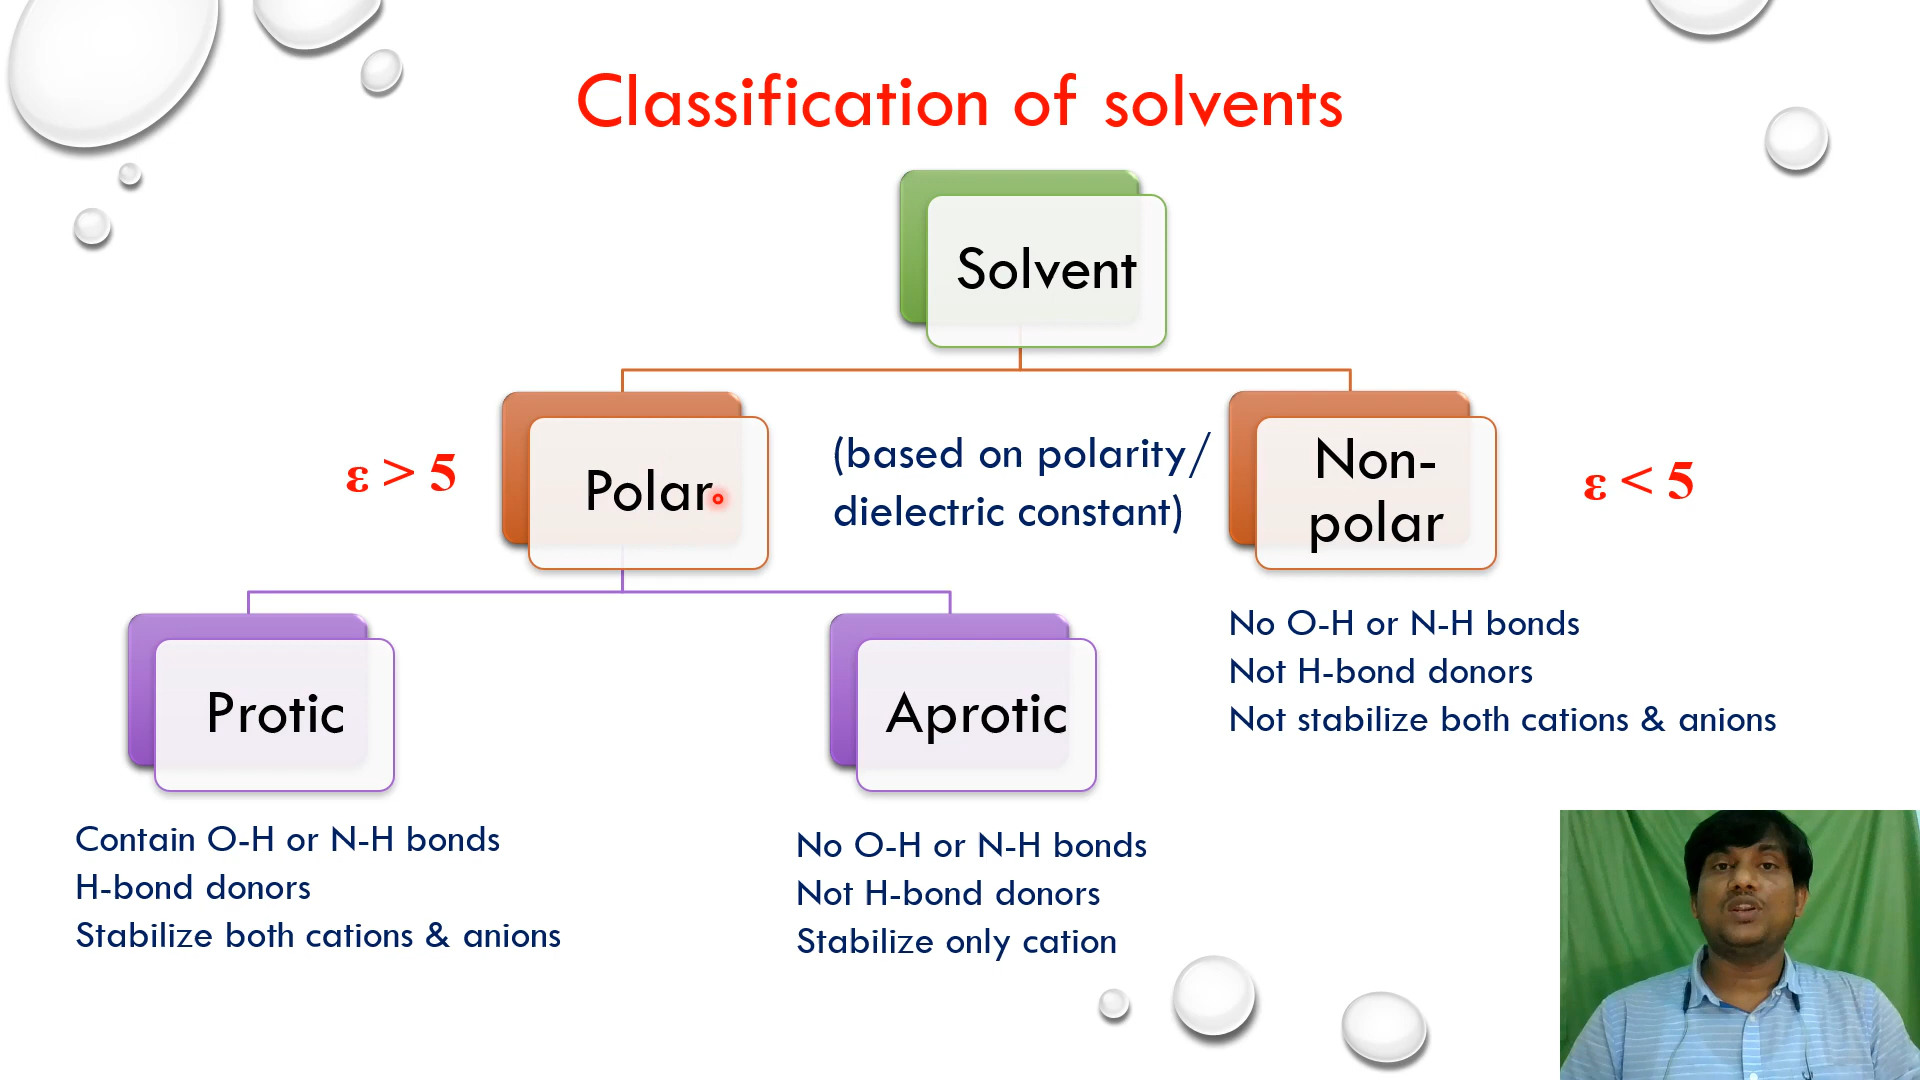 Classification of solvents
Solvent
ε > 5
Polar
(based on polarity/
dielectric constant)
Non-
polar
ε < 5
Protic
Aprotic
No O-H or N-H bonds
Not H-bond donors
Not stabilize both cations & anions
Contain O-H or N-H bonds
H-bond donors
Stabilize both cations & anions
No O-H or N-H bonds
Not H-bond donors
Stabilize only cation